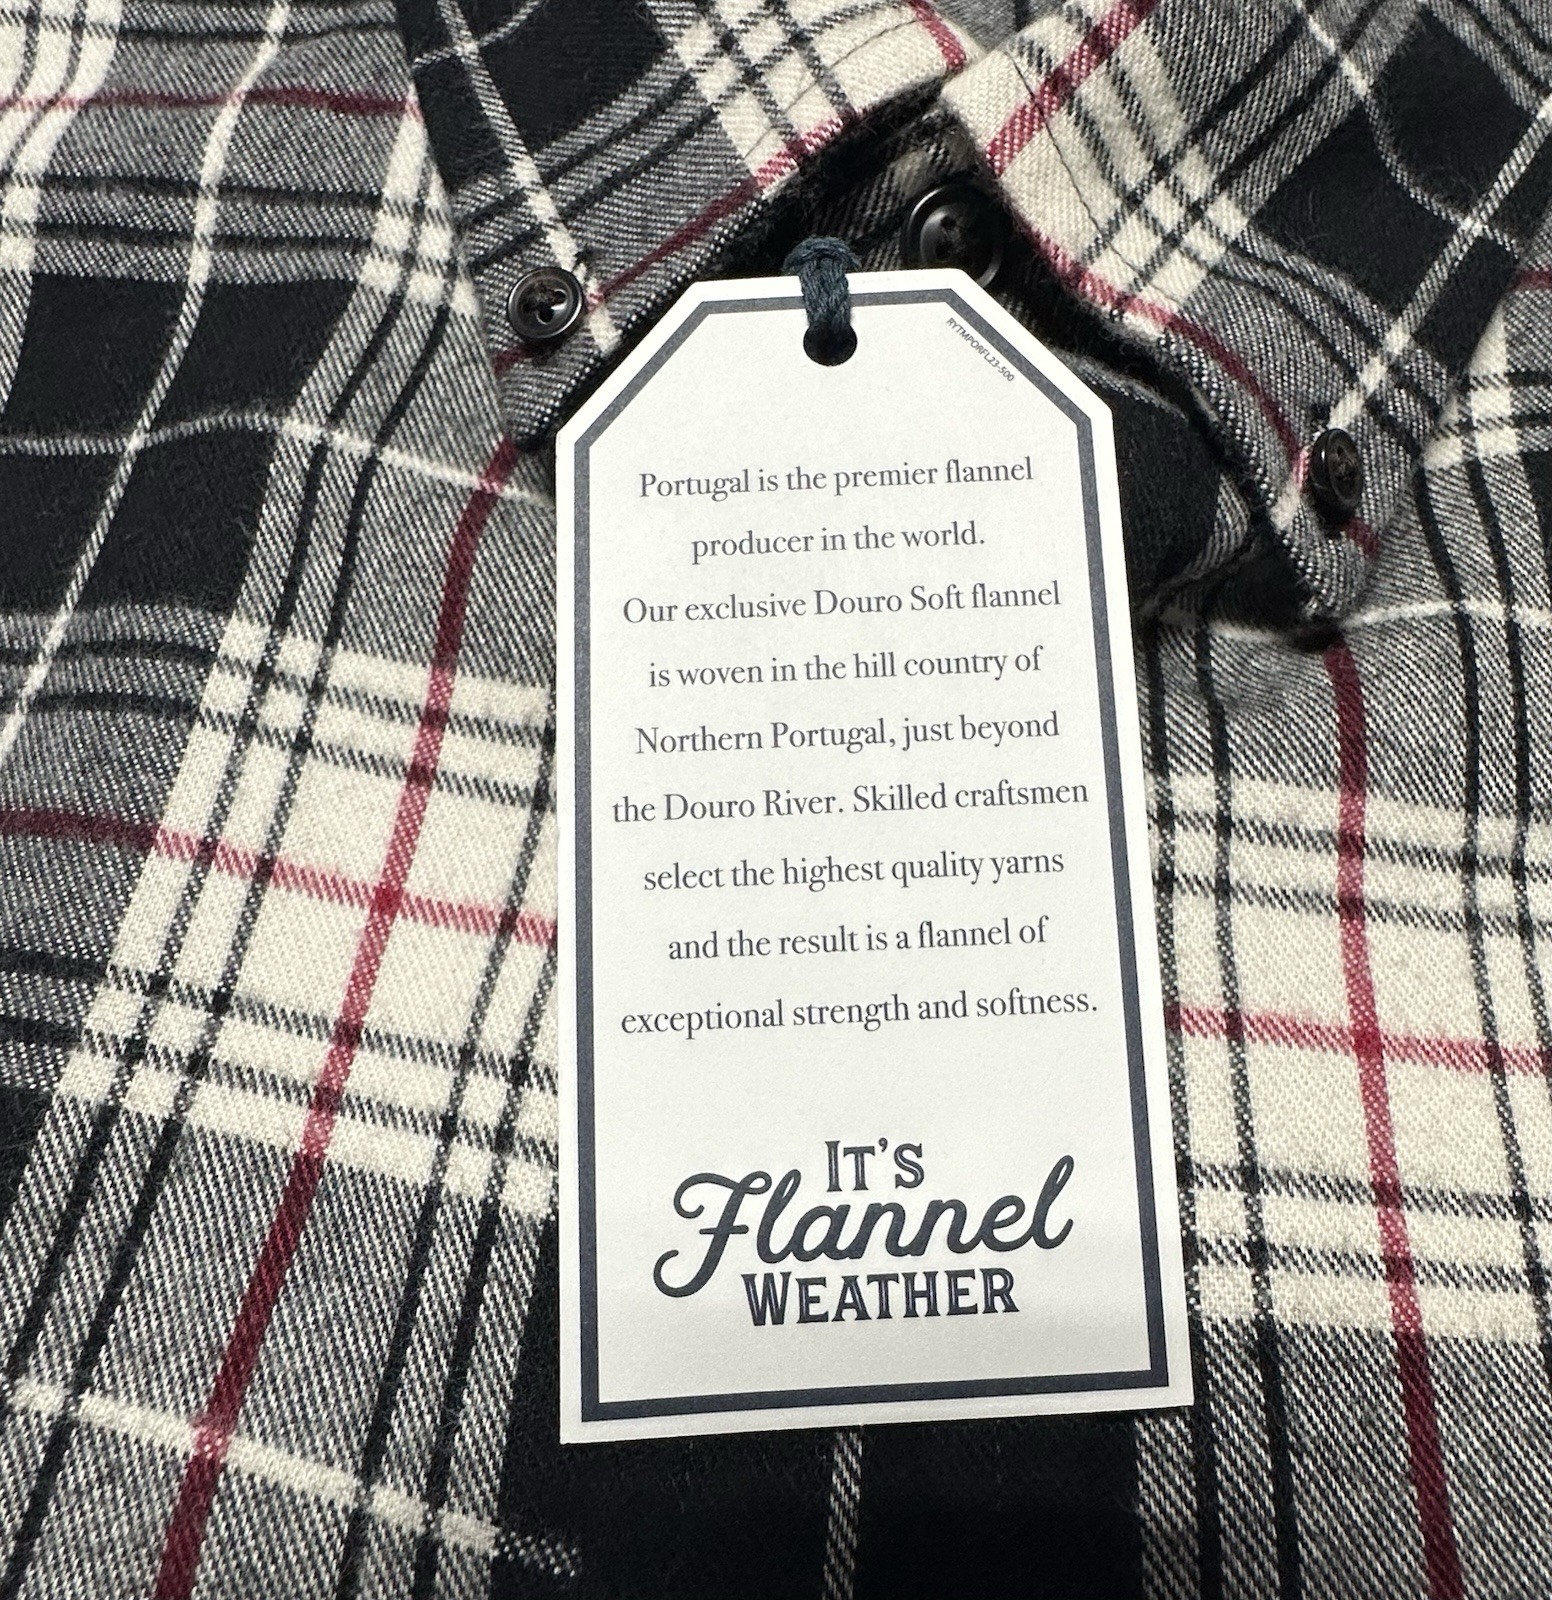 RYTMPORFL23-500
Portugal is the premier flannel
producer in the world.
Our exclusive Douro Soft flannel
is woven in the hill country of
Northern Portugal, just beyond
the Douro River. Skilled craftsmen
select the highest quality yarns
and the result is a flannel of
exceptional strength and softness.
IT'S
Flannel
WEATHER